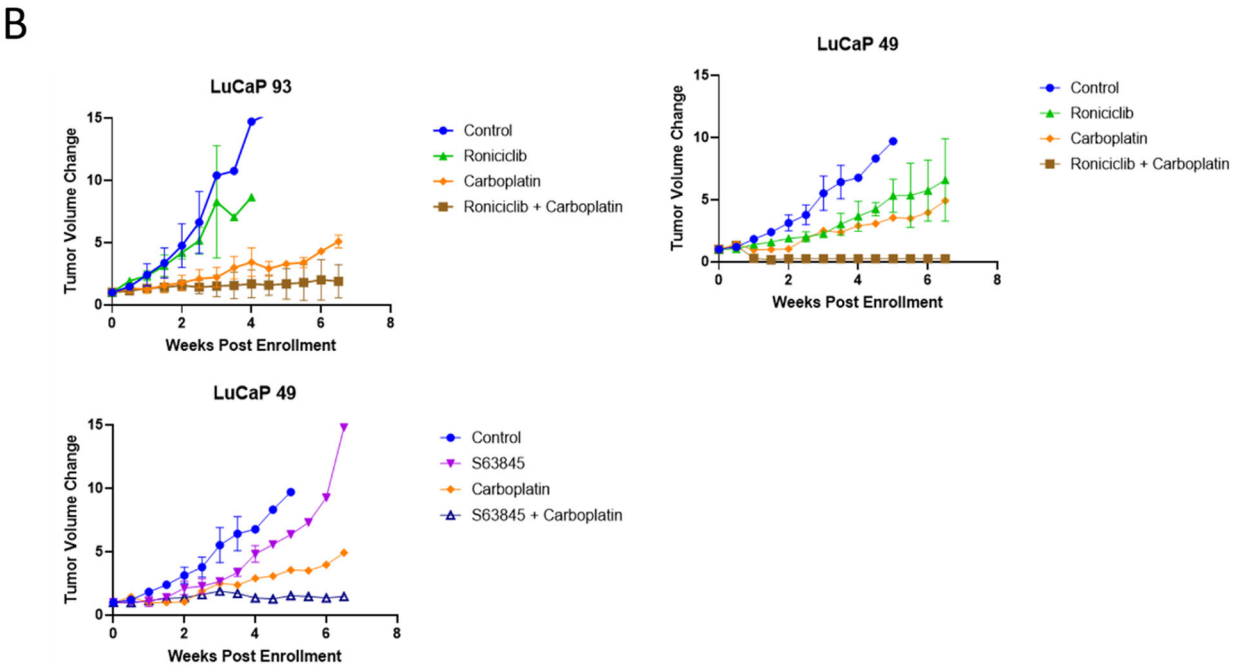 B
LuCaP 93
Tumor Volume Change
15
10
5
0
0 2 4 6 8
Weeks Post Enrollment
Control
Roniciclib
Carboplatin
Roniciclib + Carboplatin
LuCaP 49
Tumor Volume Change
15
10
5
0
0 2 4 6 8
Weeks Post Enrollment
Control
Roniciclib
Carboplatin
Roniciclib + Carboplatin
LuCaP 49
Tumor Volume Change
15
10
5
0
0 2 4 6 8
Weeks Post Enrollment
Control
S63845
Carboplatin
S63845 + Carboplatin